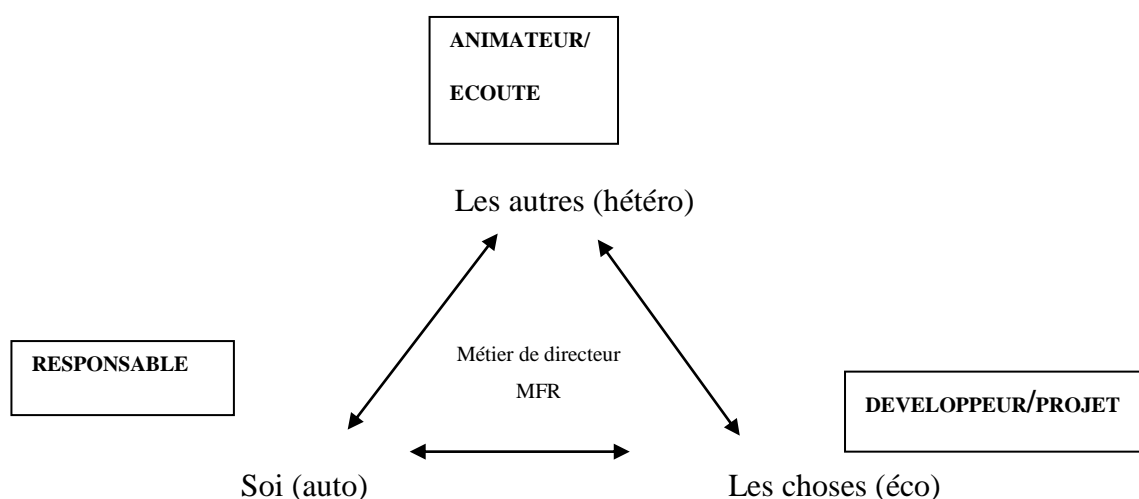 ANIMATEUR/
ECOUTE
Les autres (hétéro)
RESPONSABLE
Métier de directeur
MFR
DEVELOPPEUR/PROJET
Soi (auto)
Les choses (éco)